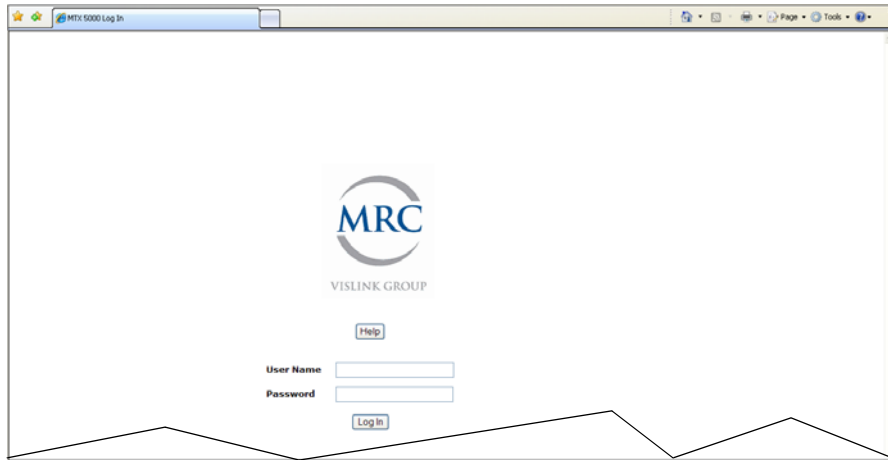 MTX 5000 Log In
Page
Tools
MRC
VISLINK GROUP
Help
User Name
Password
Log In